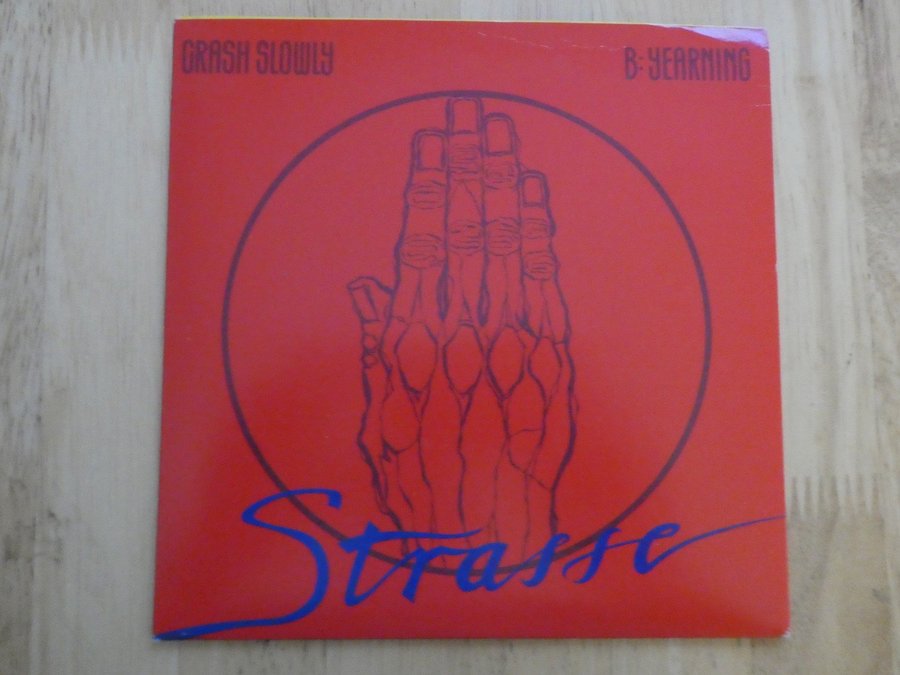 CRASH SLOWLY
B: YEARNING
Strasse